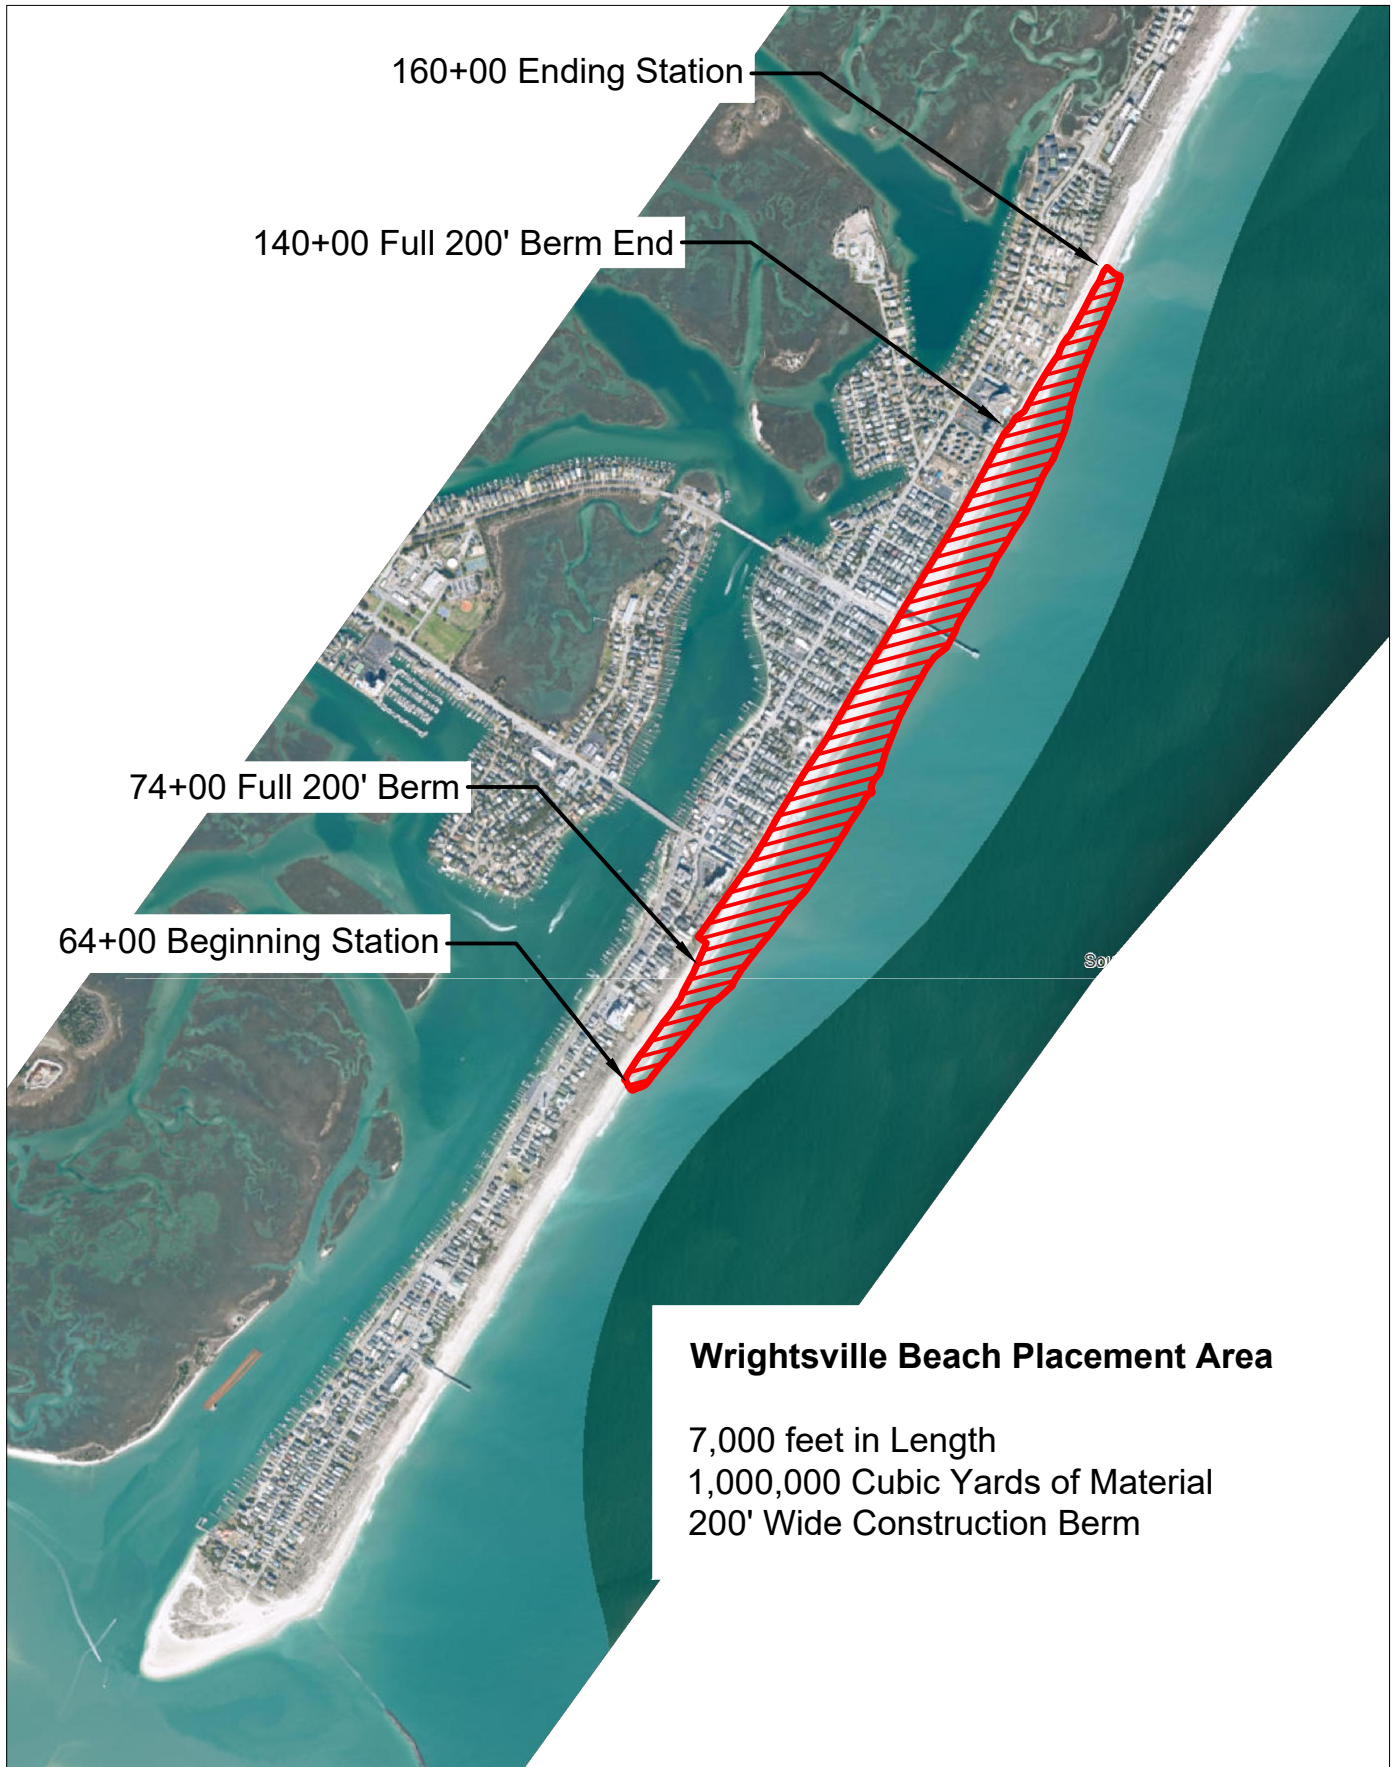 160+00 Ending Station
140+00 Full 200' Berm End
74+00 Full 200' Berm
64+00 Beginning Station
Wrightsville Beach Placement Area
7,000 feet in Length
1,000,000 Cubic Yards of Material
200' Wide Construction Berm